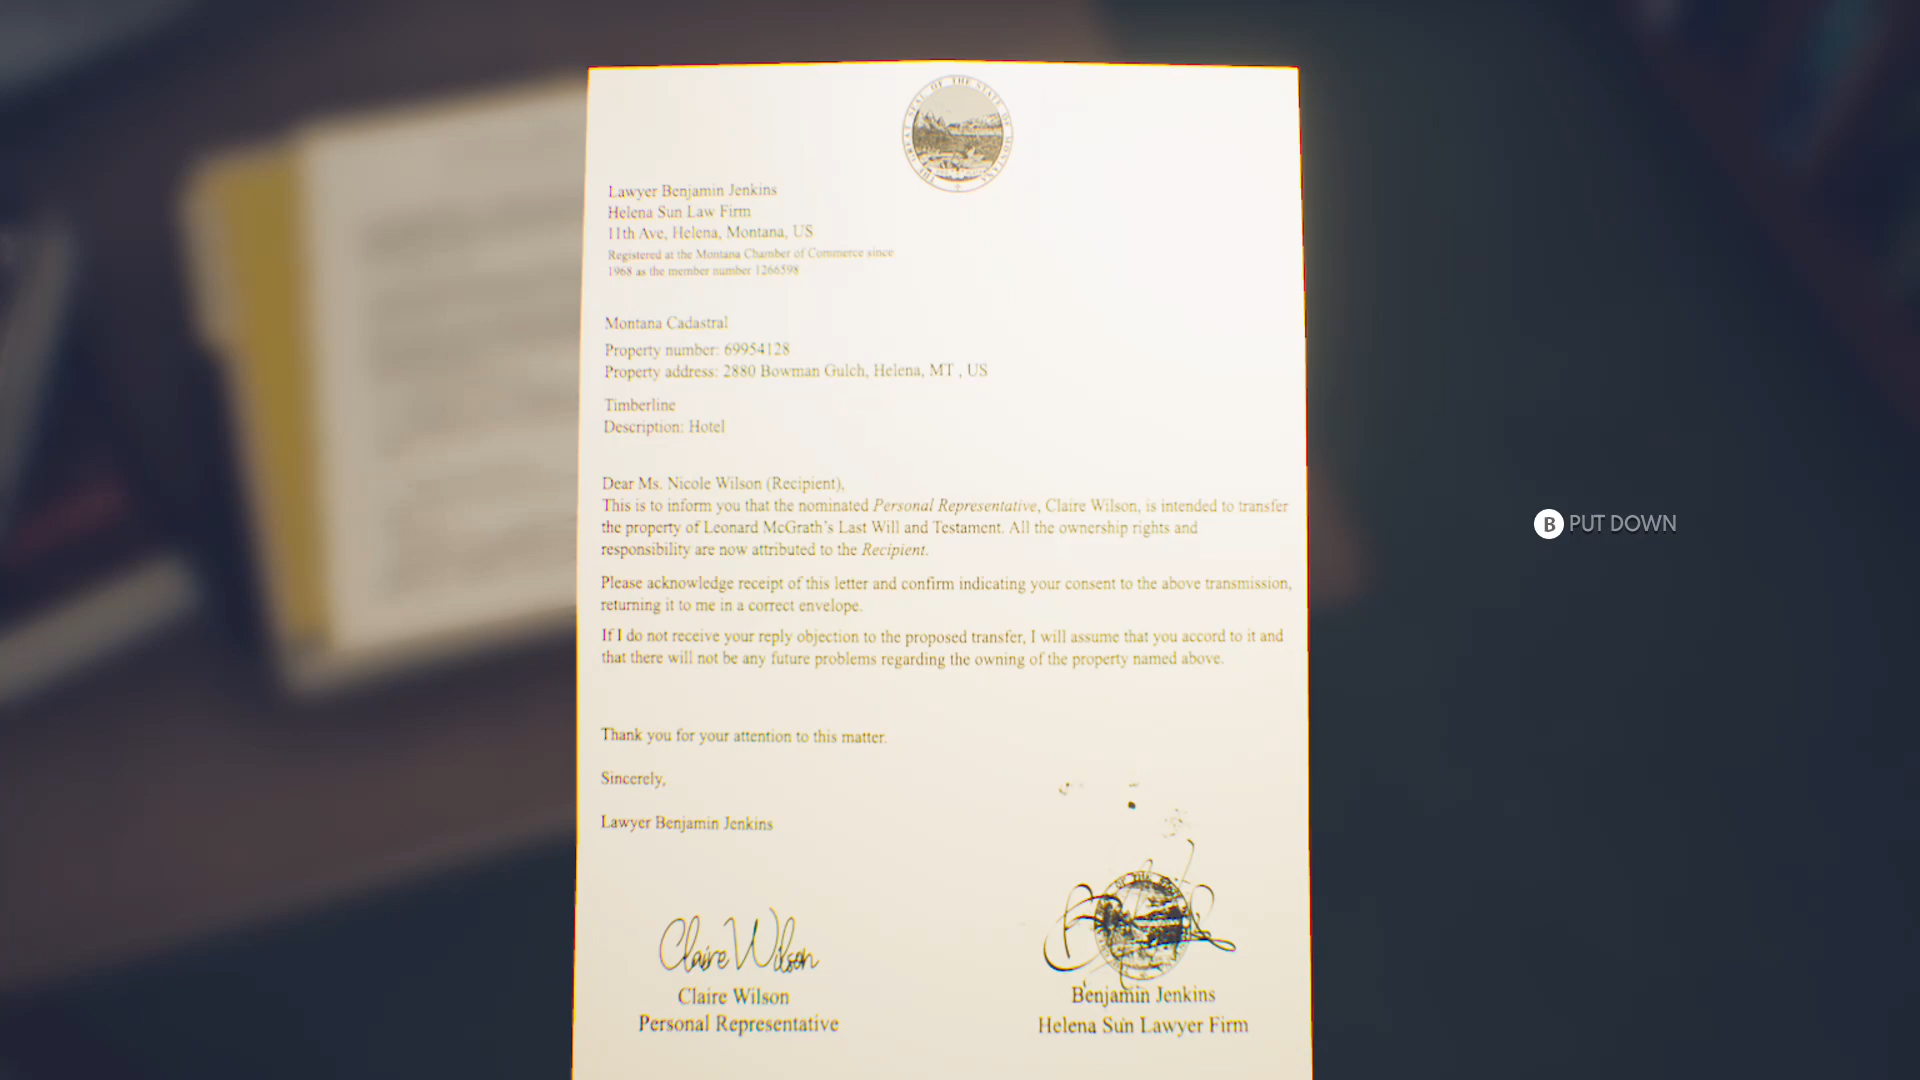 THE GREAT SEAL OF THE STATE OF MONTANA
Lawyer Benjamin Jenkins
Helena Sun Law Firm
11th Ave, Helena, Montana, US
Registered at the Montana Chamber of Commerce since
1968 as the member number 1266598
Montana Cadastral
Property number: 69954128
Property address: 2880 Bowman Gulch, Helena, MT , US
Timberline
Description: Hotel
Dear Ms. Nicole Wilson (Recipient),
This is to inform you that the nominated Personal Representative, Claire Wilson, is intended to transfer
the property of Leonard McGrath's Last Will and Testament. All the ownership rights and
responsibility are now attributed to the Recipient.
Please acknowledge receipt of this letter and confirm indicating your consent to the above transmission,
returning it to me in a correct envelope.
If I do not receive your reply objection to the proposed transfer, I will assume that you accord to it and
that there will not be any future problems regarding the owning of the property named above.
B PUT DOWN
Thank you for your attention to this matter.
Sincerely,
Lawyer Benjamin Jenkins
Claire Wilson
Claire Wilson
Personal Representative
Benjamin Jenkins
Helena Sun Lawyer Firm